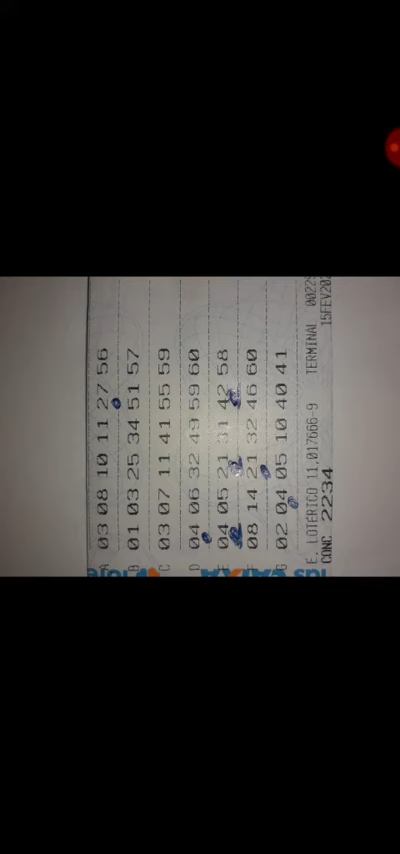 A 03 08 10 11 27 56
B 01 03 25 34 51 57
C 03 07 11 41 55 59
D 04 06 32 49 59 60
E 04 05 21 31 42 58
F 08 14 21 32 46 60
G 02 04 05 10 40 41
E. LOTÉRICO 11.017666-9 TERMINAL
CONC. 2234